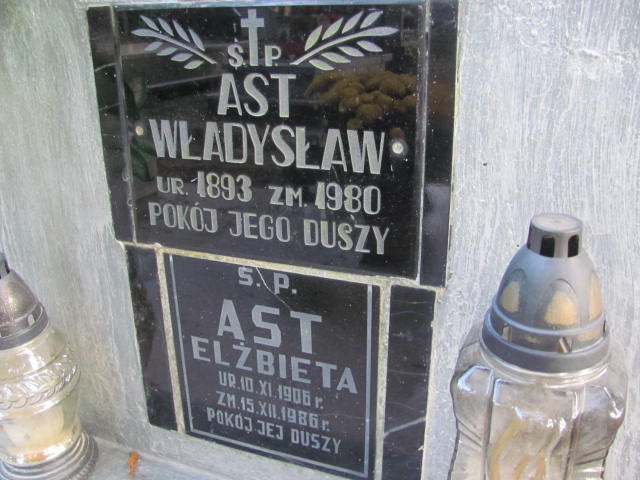 Ś. P.
AST
WŁADYSŁAW
UR. 1893 ZM. 1980
POKÓJ JEGO DUSZY
Ś. P.
AST
ELŻBIETA
UR. 10. XI. 1906 r.
ZM. 15. XII. 1986 r.
POKÓJ JEJ DUSZY